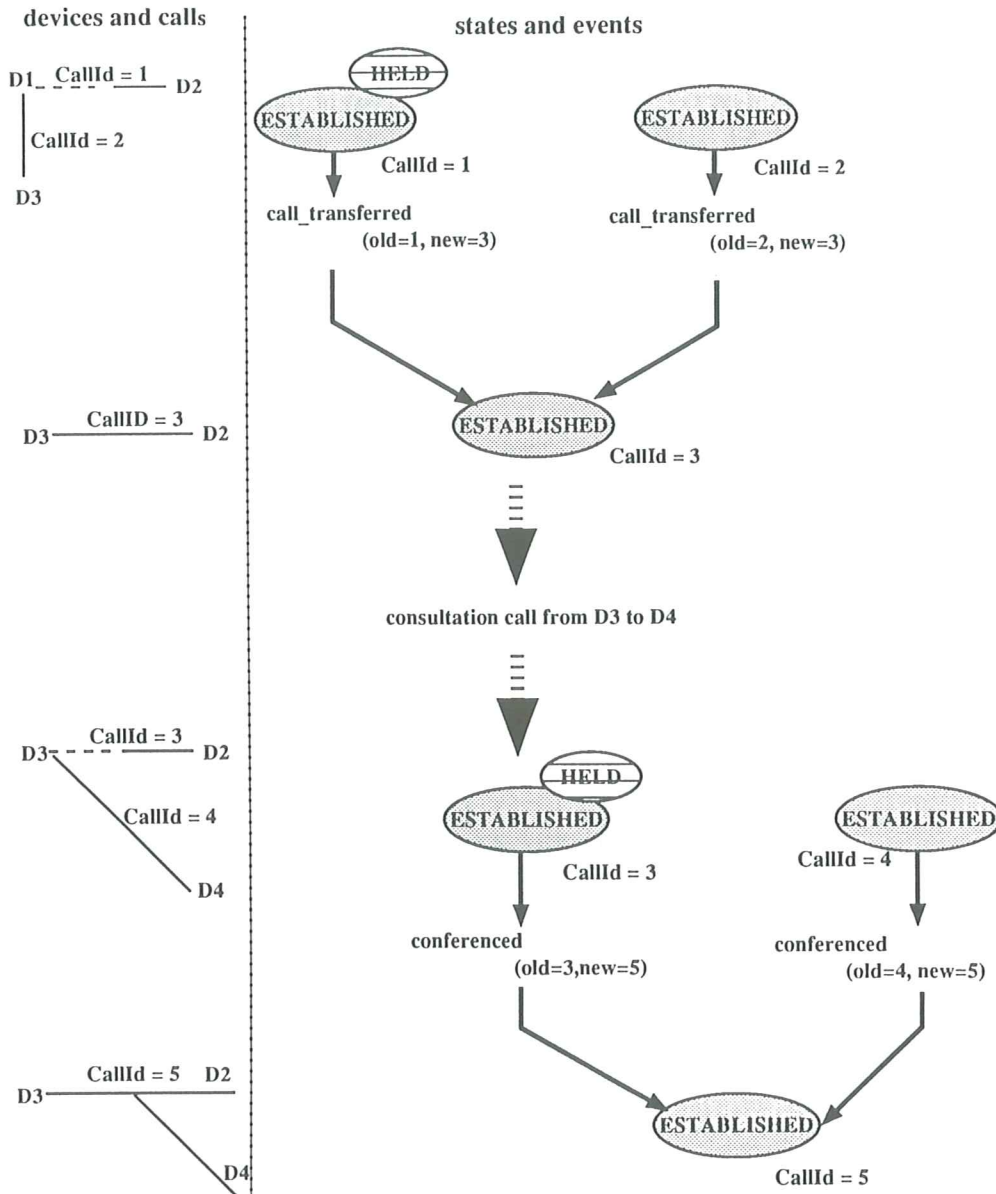 devices and calls
states and events
D1
CallId = 1
D2
CallId = 2
D3
HELD
ESTABLISHED
CallId = 1
call_transferred
(old=1, new=3)
ESTABLISHED
CallId = 2
call_transferred
(old=2, new=3)
CallID = 3
D3
D2
ESTABLISHED
CallId = 3
consultation call from D3 to D4
CallId = 3
D3
D2
CallId = 4
D4
HELD
ESTABLISHED
CallId = 3
conferenced
(old=3,new=5)
ESTABLISHED
CallId = 4
conferenced
(old=4, new=5)
CallId = 5
D2
D3
D4
ESTABLISHED
CallId = 5